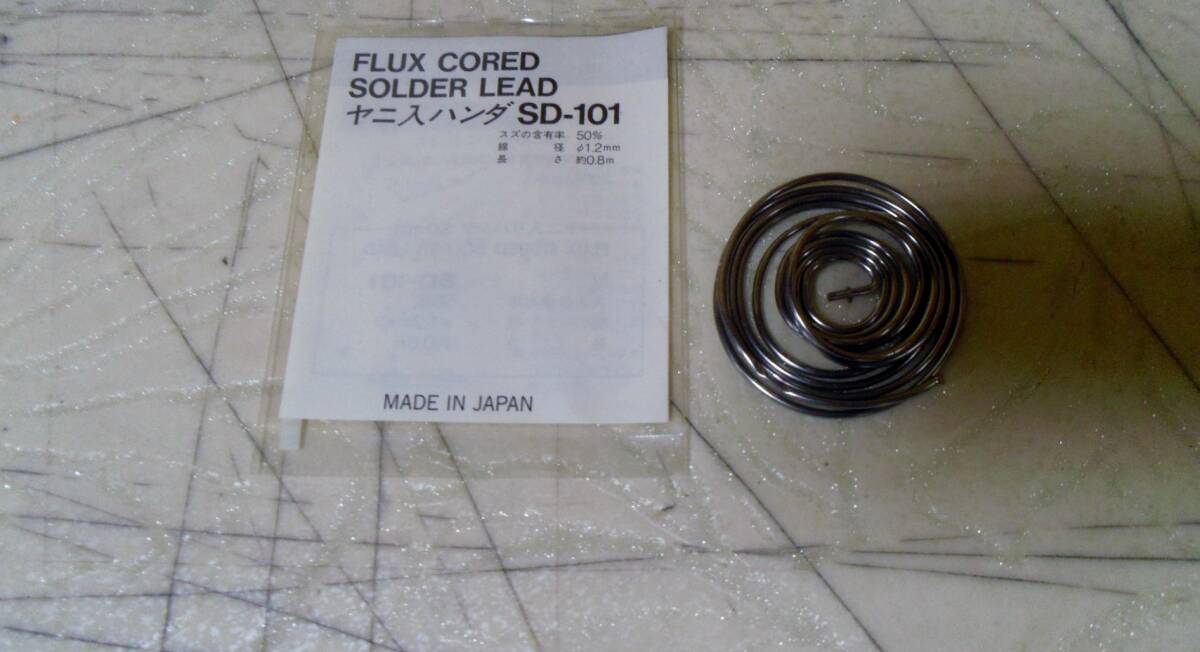 FLUX CORED
SOLDER LEAD
ヤニ入ハンダ SD-101
スズの含有率 50%
線径 φ1.2mm
長さ 約0.8m
MADE IN JAPAN